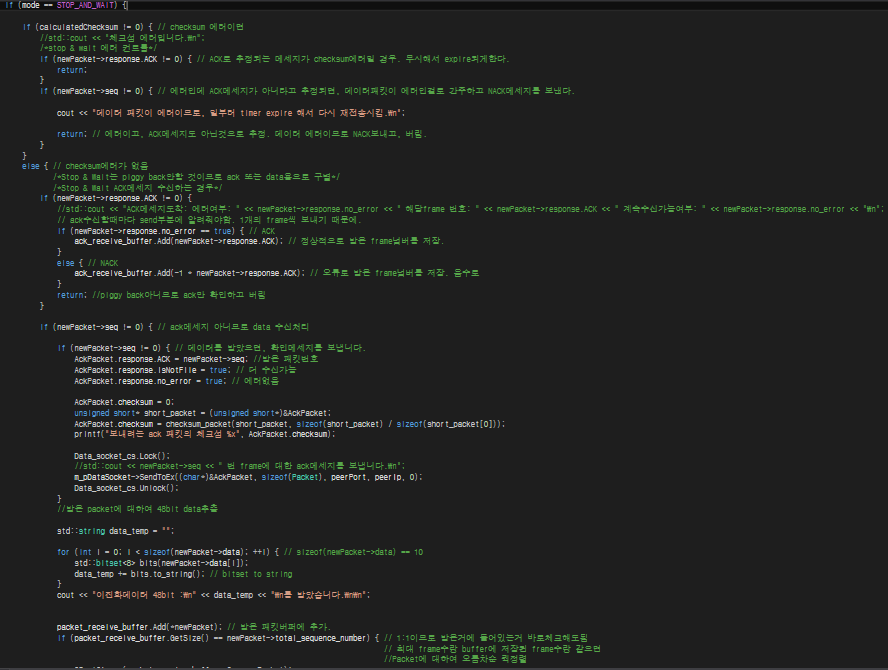 if (mode == STOP_AND_WAIT) {
if (calculatedChecksum != 0) { // checksum 에러이면
//std::cout << "체크섬 에러입니다.\n";
/*stop & wait 에러 컨트롤*/
if (newPacket->response.ACK != 0) { // ACK로 추정되는 메세지가 checksum에러일 경우. 무시해서 expire되게한다.
return;
}
if (newPacket->seq != 0) { // 에러인데 ACK메세지가 아니라고 추정되면, 데이터패킷이 에러인걸로 간주하고 NACK메세지를 보낸다.
cout << "데이터 패킷이 에러이므로, 일부러 timer expire 해서 다시 재전송시킴.\n";
return; // 에러이고, ACK메세지도 아닌것으로 추정. 데이터 에러이므로 NACK보내고, 버림.
}
}
else { // checksum에러가 없음
/*Stop & Wait는 piggy back안할 것이므로 ack 또는 data용으로 구별*/
/*Stop & Wait ACK메세지 수신하는 경우*/
if (newPacket->response.ACK != 0) {
//std::cout << "ACK메세지도착: 에러여부: " << newPacket->response.no_error << " 해당frame 번호: " << newPacket->response.ACK << " 계속수신가능여부: " << newPacket->response.no_error << "\n";
// ack수신할때마다 send부분에 알려줘야함. 1개의 frame씩 보내기 때문에.
if (newPacket->response.no_error == true) { // ACK
ack_receive_buffer.Add(newPacket->response.ACK); // 정상적으로 받은 frame넘버를 저장.
}
else { // NACK
ack_receive_buffer.Add(-1 * newPacket->response.ACK); // 오류로 받은 frame넘버를 저장. 음수로
}
return; //piggy back아니므로 ack만 확인하고 버림
}
if (newPacket->seq != 0) { // ack메세지 아니므로 data 수신처리
if (newPacket->seq != 0) { // 데이터를 받았으면, 확인메세지를 보냅니다.
AckPacket.response.ACK = newPacket->seq; //받은 패킷번호
AckPacket.response.isNotFile = true; // 더 수신가능
AckPacket.response.no_error = true; // 에러없음
AckPacket.checksum = 0;
unsigned short* short_packet = (unsigned short*)&AckPacket;
AckPacket.checksum = checksum_packet(short_packet, sizeof(short_packet) / sizeof(short_packet[0]));
printf("보내려는 ack 패킷의 체크섬 %x", AckPacket.checksum);
Data_socket_cs.Lock();
//std::cout << newPacket->seq << " 번 frame에 대한 ack메세지를 보냅니다.\n";
m_pDataSocket->SendToEx((char*)&AckPacket, sizeof(Packet), peerPort, peerIp, 0);
Data_socket_cs.Unlock();
}
//받은 packet에 대하여 48bit data추출
std::string data_temp = "";
for (int i = 0; i < sizeof(newPacket->data); ++i) { // sizeof(newPacket->data) == 10
std::bitset<8> bits(newPacket->data[i]);
data_temp += bits.to_string(); // bitset to string
}
cout << "이진화데이터 48bit :\n" << data_temp << "\n를 받았습니다.\n\n";
packet_receive_buffer.Add(*newPacket); // 받은 패킷버퍼에 추가.
if (packet_receive_buffer.GetSize() == newPacket->total_sequence_number) { // 1:1이므로 받은거에 들어있는거 바로체크해도됨
// 최대 frame수랑 buffer에 저장된 frame수랑 같으면
//Packet에 대하여 오름차순 퀵정렬